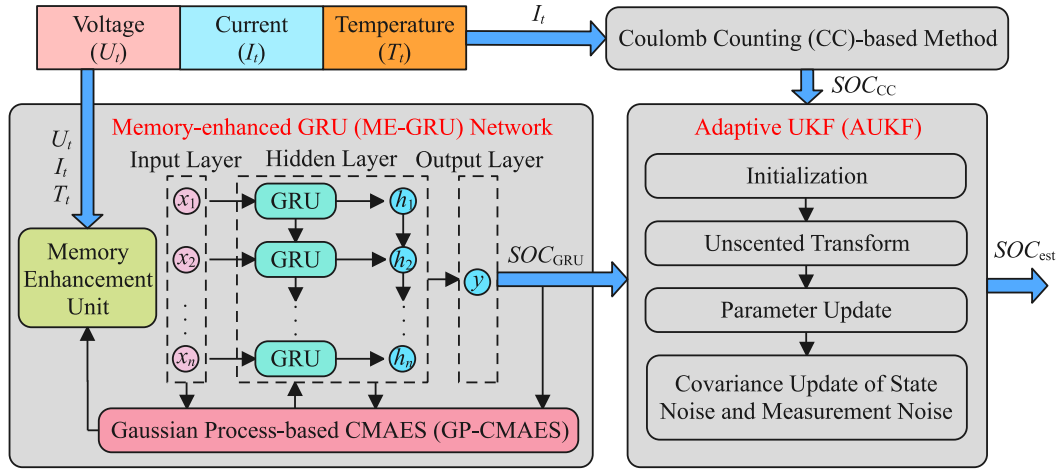 Voltage
(Ut)
Current
(It)
Temperature
(Tt)
It
Coulomb Counting (CC)-based Method
SOCCC
Ut
It
Tt
Memory-enhanced GRU (ME-GRU) Network
Input Layer
Hidden Layer
Output Layer
x1
GRU
h1
x2
GRU
h2
xn
GRU
hn
y
Memory
Enhancement
Unit
Gaussian Process-based CMAES (GP-CMAES)
SOCGRU
Adaptive UKF (AUKF)
Initialization
Unscented Transform
Parameter Update
Covariance Update of State
Noise and Measurement Noise
SOCest